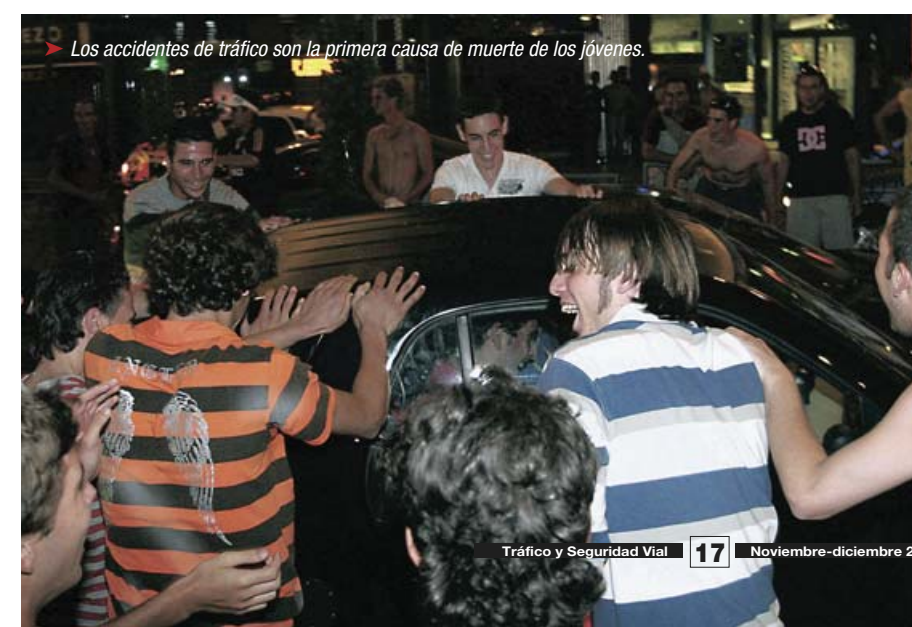 EZO
Los accidentes de tráfico son la primera causa de muerte de los jóvenes.
DC
Tráfico y Seguridad Vial 17 Noviembre-diciembre 2